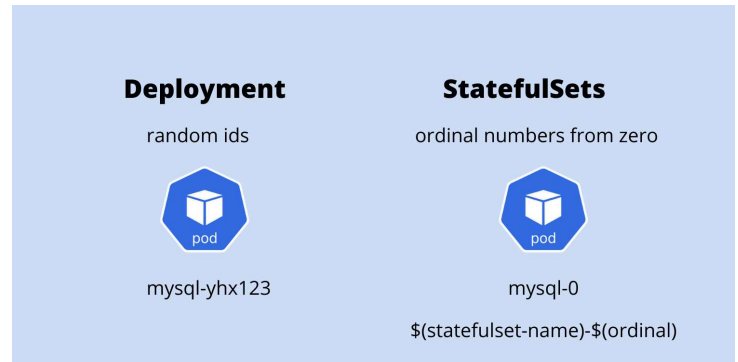 Deployment
random ids
pod
mysql-yhx123
StatefulSets
ordinal numbers from zero
pod
mysql-0
$(statefulset-name)-$(ordinal)